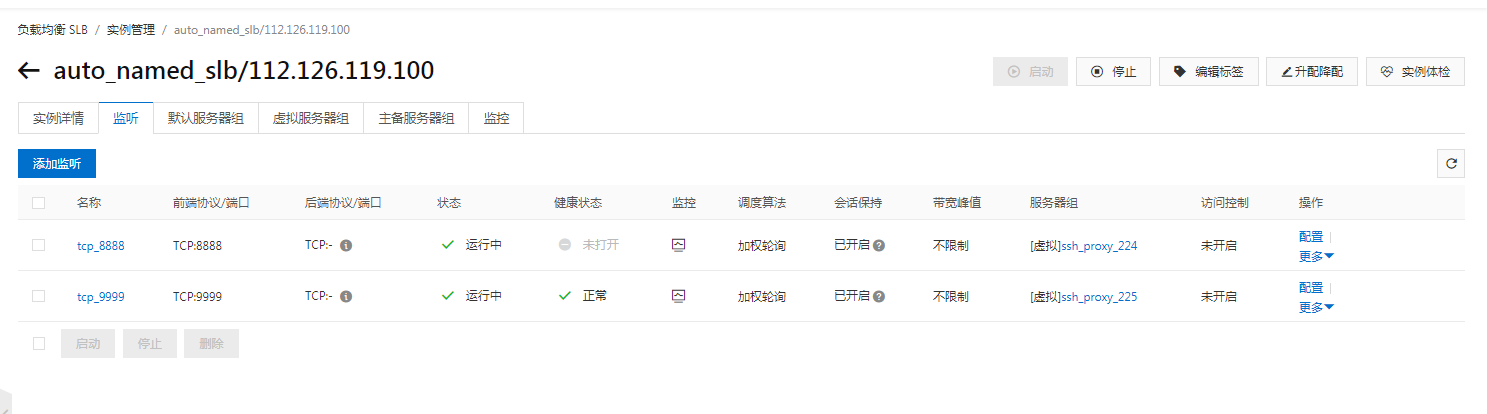 负载均衡 SLB / 实例管理 / auto_named_slb/112.126.119.100
auto_named_slb/112.126.119.100
启动 停止 编辑标签 升配降配 实例体检
实例详情 监听 默认服务器组 虚拟服务器组 主备服务器组 监控
添加监听
名称 前端协议/端口 后端协议/端口 状态 健康状态 监控 调度算法 会话保持 带宽峰值 服务器组 访问控制 操作
tcp_8888 TCP:8888 TCP:- 运行中 未打开 加权轮询 已开启 不限制 [虚拟]ssh_proxy_224 未开启 配置
更多
tcp_9999 TCP:9999 TCP:- 运行中 正常 加权轮询 已开启 不限制 [虚拟]ssh_proxy_225 未开启 配置
更多
启动 停止 删除